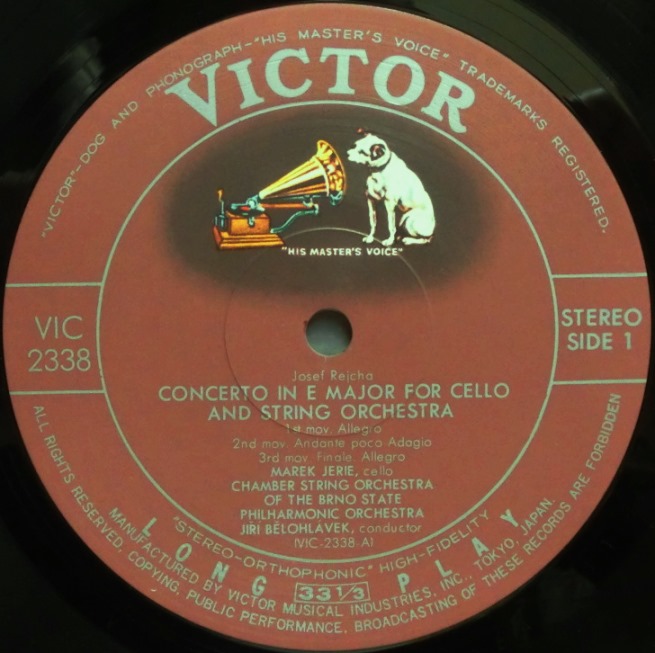 "VICTOR"-DOG AND PHONOGRAPH-"HIS MASTER'S VOICE" TRADEMARKS REGISTERED.
VICTOR
"HIS MASTER'S VOICE"
VIC
2338
STEREO
SIDE 1
Josef Rejcha
CONCERTO IN E MAJOR FOR CELLO
AND STRING ORCHESTRA
1st mov. Allegro
2nd mov. Andante poco Adagio
3rd mov. Finale. Allegro
MAREK JERIE, cello
CHAMBER STRING ORCHESTRA
OF THE BRNO STATE
PHILHARMONIC ORCHESTRA
JIRI BELOHLAVEK, conductor
(VIC-2338-A)
"STEREO-ORTHOPHONIC" HIGH-FIDELITY
LONG 33 1/3 PLAY
MANUFACTURED BY VICTOR MUSICAL INDUSTRIES, INC., TOKYO, JAPAN.
ALL RIGHTS RESERVED, COPYING, PUBLIC PERFORMANCE, BROADCASTING OF THESE RECORDS ARE FORBIDDEN